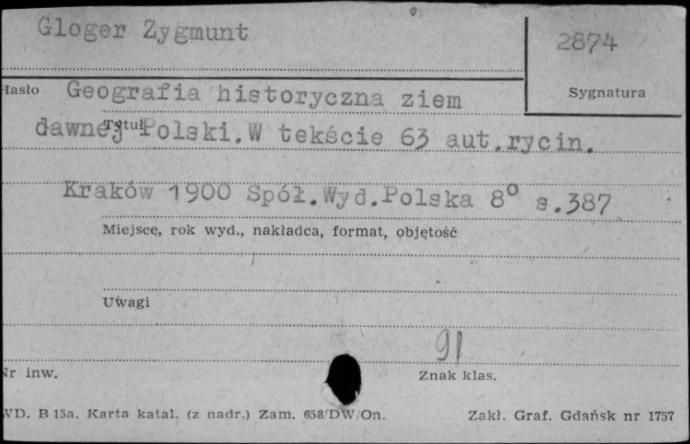 Gloger Zygmunt
2874
Hasło
Sygnatura
Geografia historyczna ziem
Tytuł
dawnej Polski.W tekście 63 aut.rycin.
Kraków 1900 Spół.Wyd.Polska 8° s.387
Miejsce, rok wyd., nakładca, format, objętość
Uwagi
91
Nr inw.
Znak klas.
WD. B 15a. Karta katal. (z nadr.) Zam. 658/DW/On.
Zakł. Graf. Gdańsk nr 1757